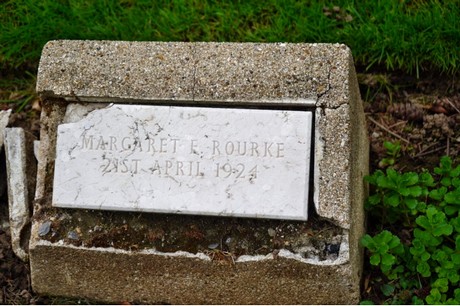 MARGARET E. ROURKE
21ST APRIL 1924